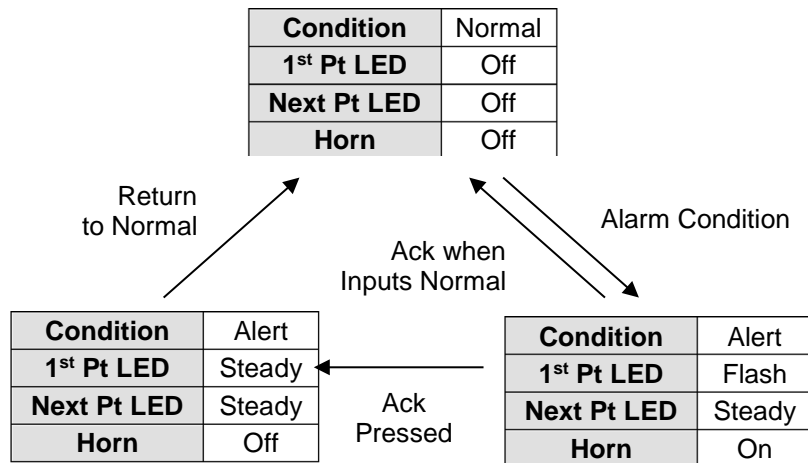 Condition Normal
1st Pt LED Off
Next Pt LED Off
Horn Off
Return
to Normal
Alarm Condition
Ack when
Inputs Normal
Condition Alert
1st Pt LED Steady
Next Pt LED Steady
Horn Off
Ack
Pressed
Condition Alert
1st Pt LED Flash
Next Pt LED Steady
Horn On